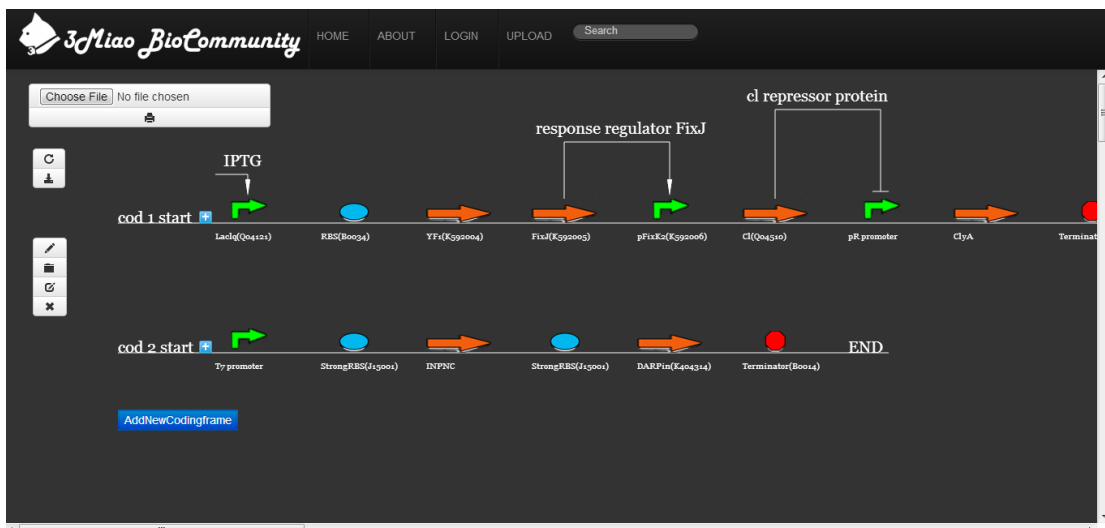 3Miao BioCommunity
HOME ABOUT LOGIN UPLOAD Search
Choose File No file chosen
cI repressor protein
response regulator FixJ
IPTG
cod 1 start +
LacIq(Q04121) RBS(B0034) YF1(K592004) FixJ(K592005) pFixK2(K592006) CI(Q04510) pR promoter ClyA Terminat
cod 2 start + END
T7 promoter StrongRBS(J15001) INPNC StrongRBS(J15001) DARPin(K404314) Terminator(B0014)
AddNewCodingframe